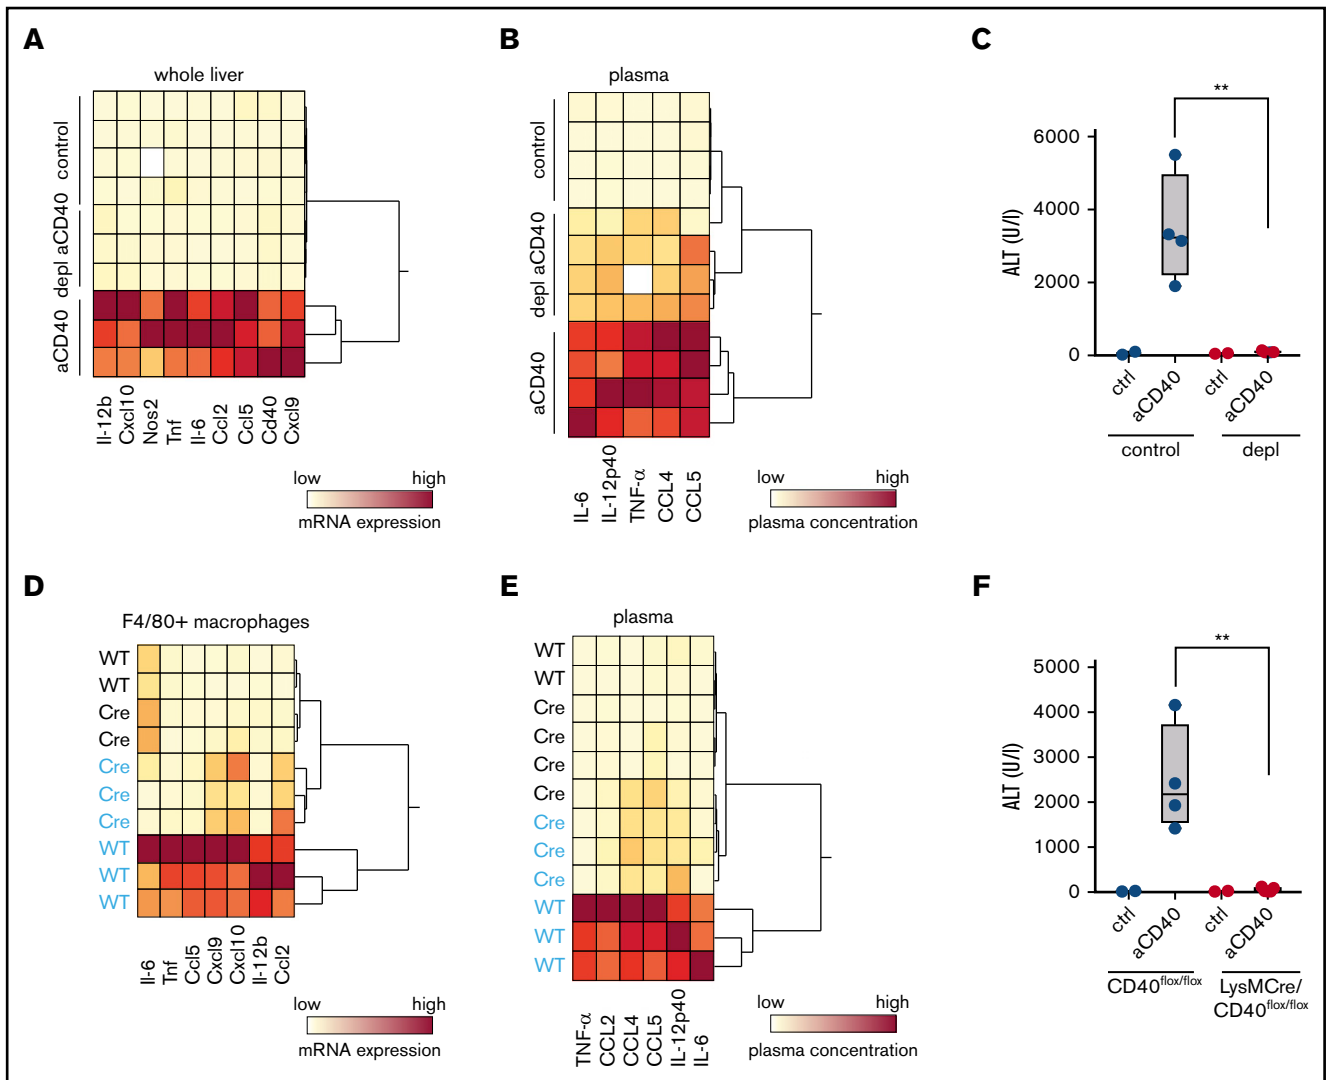 A
whole liver
control
depl aCD40
aCD40
Il-12b
Cxcl10
Nos2
Tnf
Il-6
Ccl2
Ccl5
Cd40
Cxcl9
low high
mRNA expression
B
plasma
control
depl aCD40
aCD40
IL-6
IL-12p40
TNF-α
CCL4
CCL5
low high
plasma concentration
C
**
ALT (U/l)
6000
4000
2000
0
ctrl
aCD40
ctrl
aCD40
control
depl
D
F4/80+ macrophages
WT
WT
Cre
Cre
Cre
Cre
Cre
WT
WT
WT
Il-6
Tnf
Ccl5
Cxcl9
Cxcl10
Il-12b
Ccl2
low high
mRNA expression
E
plasma
WT
WT
Cre
Cre
Cre
Cre
Cre
Cre
Cre
WT
WT
WT
TNF-α
CCL2
CCL4
CCL5
IL-12p40
IL-6
low high
plasma concentration
F
**
ALT (U/l)
5000
4000
3000
2000
1000
0
ctrl
aCD40
ctrl
aCD40
CD40flox/flox
LysMCre/
CD40flox/flox